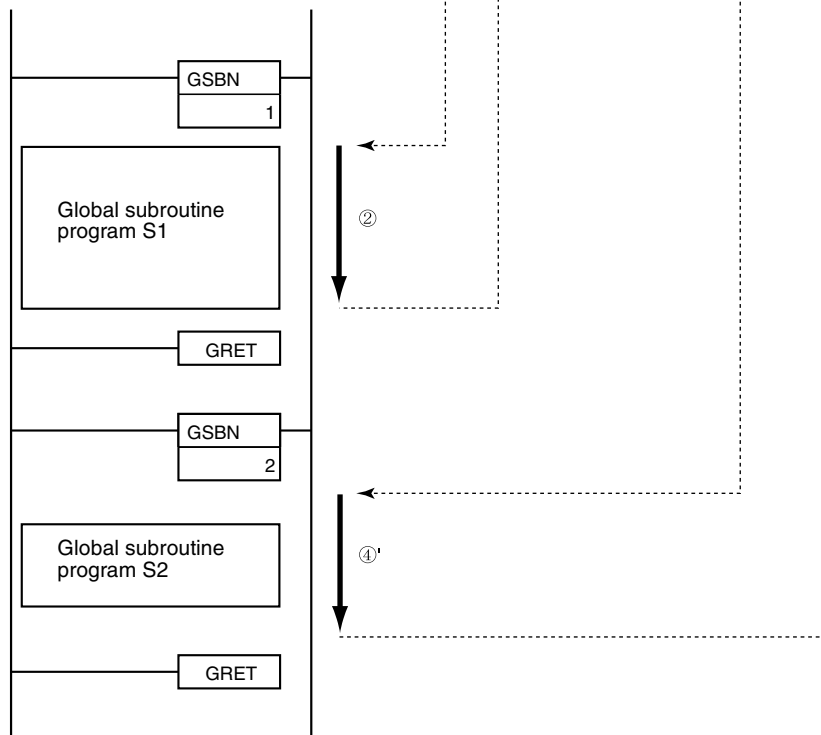 GSBN
1
Global subroutine
program S1
②
GRET
GSBN
2
Global subroutine
program S2
④'
GRET